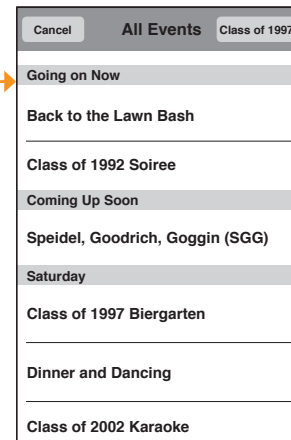 Cancel All Events Class of 1997
Going on Now
Back to the Lawn Bash
Class of 1992 Soiree
Coming Up Soon
Speidel, Goodrich, Goggin (SGG)
Saturday
Class of 1997 Biergarten
Dinner and Dancing
Class of 2002 Karaoke